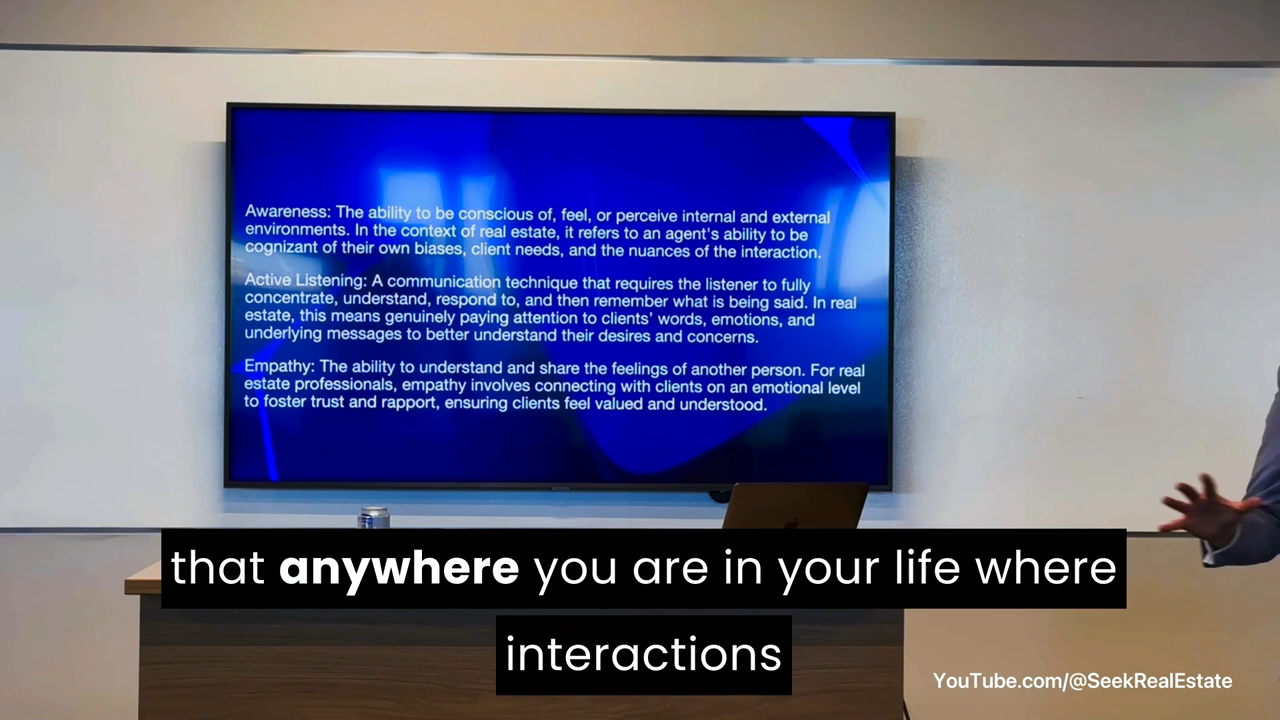 Awareness: The ability to be conscious of, feel, or perceive internal and external
environments. In the context of real estate, it refers to an agent's ability to be
cognizant of their own biases, client needs, and the nuances of the interaction.
Active Listening: A communication technique that requires the listener to fully
concentrate, understand, respond to, and then remember what is being said. In real
estate, this means genuinely paying attention to clients’ words, emotions, and
underlying messages to better understand their desires and concerns.
Empathy: The ability to understand and share the feelings of another person. For real
estate professionals, empathy involves connecting with clients on an emotional level
to foster trust and rapport, ensuring clients feel valued and understood.
that anywhere you are in your life where
interactions
YouTube.com/@SeekRealEstate